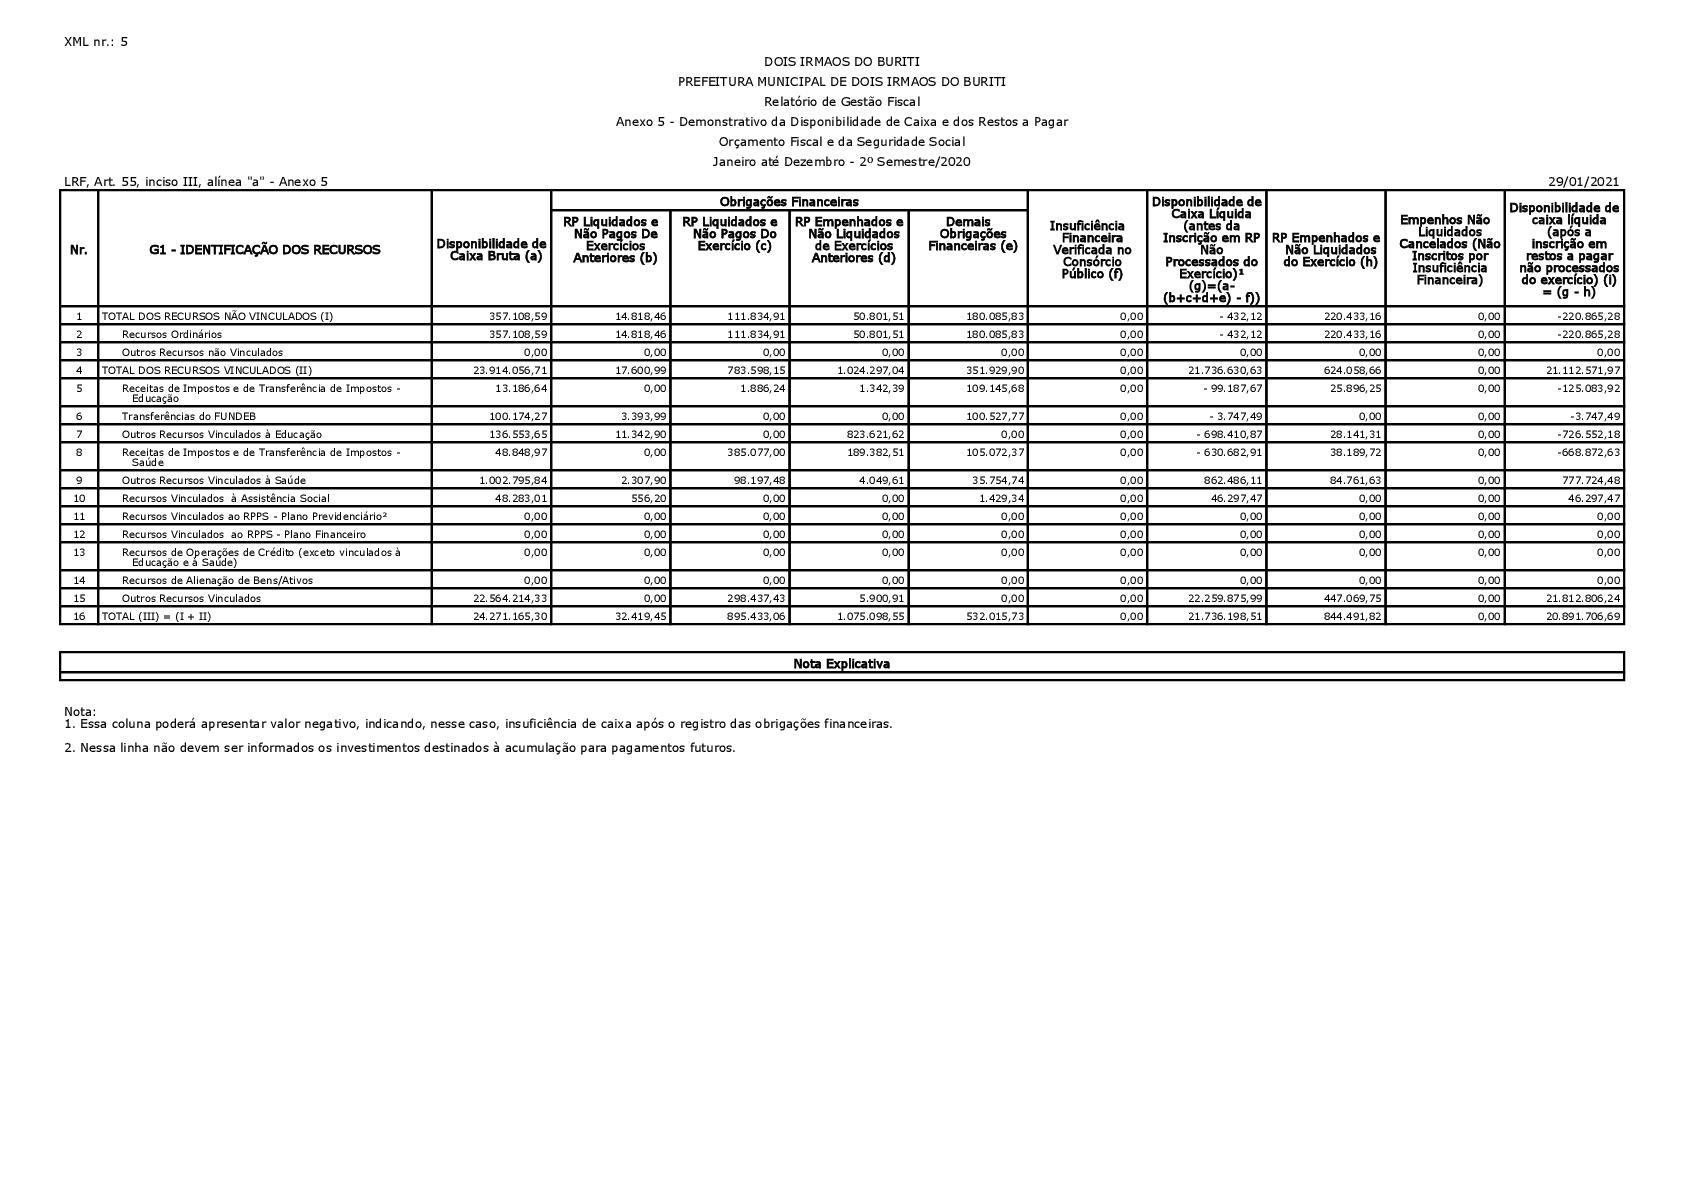 XML nr.: 5
DOIS IRMAOS DO BURITI
PREFEITURA MUNICIPAL DE DOIS IRMAOS DO BURITI
Relatório de Gestão Fiscal
Anexo 5 - Demonstrativo da Disponibilidade de Caixa e dos Restos a Pagar
Orçamento Fiscal e da Seguridade Social
Janeiro até Dezembro - 2º Semestre/2020
LRF, Art. 55, inciso III, alínea "a" - Anexo 5 29/01/2021
Nr.
G1 - IDENTIFICAÇÃO DOS RECURSOS
Disponibilidade de
Caixa Bruta (a)
Obrigações Financeiras
RP Liquidados e
Não Pagos De
Exercícios
Anteriores (b)
RP Liquidados e
Não Pagos Do
Exercício (c)
RP Empenhados e
Não Liquidados
de Exercícios
Anteriores (d)
Demais
Obrigações
Financeiras (e)
Insuficiência
Financeira
Verificada no
Consórcio
Público (f)
Disponibilidade de
Caixa Líquida
(antes da
Inscrição em RP
Não
Processados do
Exercício)¹
(g)=(a-
(b+c+d+e) - f))
RP Empenhados e
Não Liquidados
do Exercício (h)
Empenhos Não
Liquidados
Cancelados (Não
Inscritos por
Insuficiência
Financeira)
Disponibilidade de
caixa líquida
(após a
inscrição em
restos a pagar
não processados
do exercício) (i)
= (g - h)
1 TOTAL DOS RECURSOS NÃO VINCULADOS (I) 357.108,59 14.818,46 111.834,91 50.801,51 180.085,83 0,00 - 432,12 220.433,16 0,00 -220.865,28
2 Recursos Ordinários 357.108,59 14.818,46 111.834,91 50.801,51 180.085,83 0,00 - 432,12 220.433,16 0,00 -220.865,28
3 Outros Recursos não Vinculados 0,00 0,00 0,00 0,00 0,00 0,00 0,00 0,00 0,00 0,00
4 TOTAL DOS RECURSOS VINCULADOS (II) 23.914.056,71 17.600,99 783.598,15 1.024.297,04 351.929,90 0,00 21.736.630,63 624.058,66 0,00 21.112.571,97
5 Receitas de Impostos e de Transferência de Impostos - 13.186,64 0,00 1.886,24 1.342,39 109.145,68 0,00 - 99.187,67 25.896,25 0,00 -125.083,92
Educação
6 Transferências do FUNDEB 100.174,27 3.393,99 0,00 0,00 100.527,77 0,00 - 3.747,49 0,00 0,00 -3.747,49
7 Outros Recursos Vinculados à Educação 136.553,65 11.342,90 0,00 823.621,62 0,00 0,00 - 698.410,87 28.141,31 0,00 -726.552,18
8 Receitas de Impostos e de Transferência de Impostos - 48.848,97 0,00 385.077,00 189.382,51 105.072,37 0,00 - 630.682,91 38.189,72 0,00 -668.872,63
Saúde
9 Outros Recursos Vinculados à Saúde 1.002.795,84 2.307,90 98.197,48 4.049,61 35.754,74 0,00 862.486,11 84.761,63 0,00 777.724,48
10 Recursos Vinculados à Assistência Social 48.283,01 556,20 0,00 0,00 1.429,34 0,00 46.297,47 0,00 0,00 46.297,47
11 Recursos Vinculados ao RPPS - Plano Previdenciário² 0,00 0,00 0,00 0,00 0,00 0,00 0,00 0,00 0,00 0,00
12 Recursos Vinculados ao RPPS - Plano Financeiro 0,00 0,00 0,00 0,00 0,00 0,00 0,00 0,00 0,00 0,00
13 Recursos de Operações de Crédito (exceto vinculados à 0,00 0,00 0,00 0,00 0,00 0,00 0,00 0,00 0,00 0,00
Educação e à Saúde)
14 Recursos de Alienação de Bens/Ativos 0,00 0,00 0,00 0,00 0,00 0,00 0,00 0,00 0,00 0,00
15 Outros Recursos Vinculados 22.564.214,33 0,00 298.437,43 5.900,91 0,00 0,00 22.259.875,99 447.069,75 0,00 21.812.806,24
16 TOTAL (III) = (I + II) 24.271.165,30 32.419,45 895.433,06 1.075.098,55 532.015,73 0,00 21.736.198,51 844.491,82 0,00 20.891.706,69
Nota Explicativa
Nota:
1. Essa coluna poderá apresentar valor negativo, indicando, nesse caso, insuficiência de caixa após o registro das obrigações financeiras.
2. Nessa linha não devem ser informados os investimentos destinados à acumulação para pagamentos futuros.